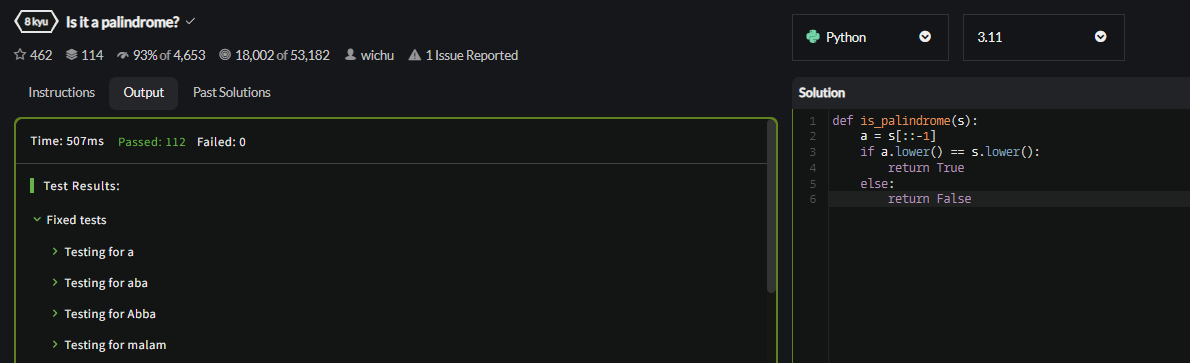 8 kyu Is it a palindrome?
462 114 93% of 4,653 18,002 of 53,182 wichu 1 Issue Reported
Python 3.11
Instructions Output Past Solutions
Solution
Time: 507ms Passed: 112 Failed: 0
Test Results:
Fixed tests
Testing for a
Testing for aba
Testing for Abba
Testing for malam
1 def is_palindrome(s):
2     a = s[::-1]
3     if a.lower() == s.lower():
4         return True
5     else:
6         return False